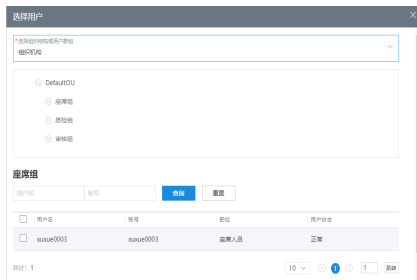 选择用户
*选择组织机构或用户群组
组织机构
DefaultOU
座席组
质检组
审核组
座席组
用户名 账号 查询 重置
用户名 账号 职位 用户状态
xuxue0003 xuxue0003 座席人员 正常
共计：1 10 1 1 跳转